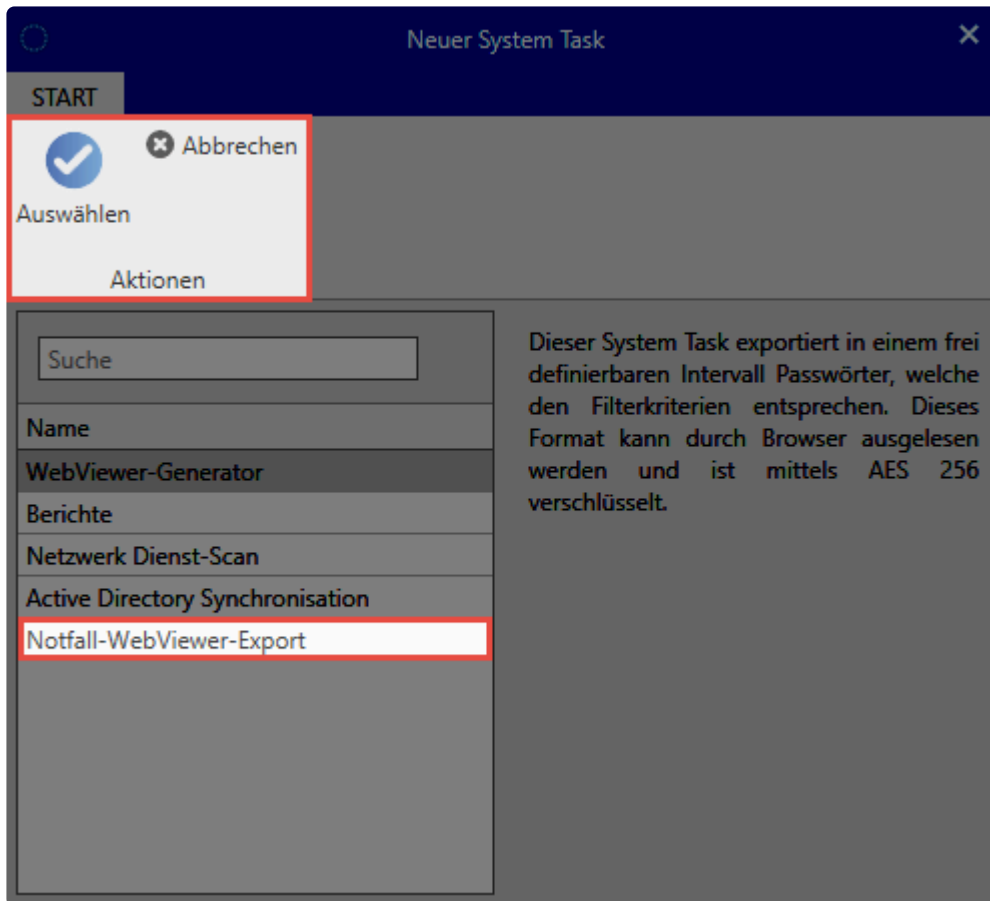 Neuer System Task
START
Abbrechen
Auswählen
Aktionen
Suche
Name
WebViewer-Generator
Berichte
Netzwerk Dienst-Scan
Active Directory Synchronisation
Notfall-WebViewer-Export
Dieser System Task exportiert in einem frei
definierbaren Intervall Passwörter, welche
den Filterkriterien entsprechen. Dieses
Format kann durch Browser ausgelesen
werden und ist mittels AES 256
verschlüsselt.